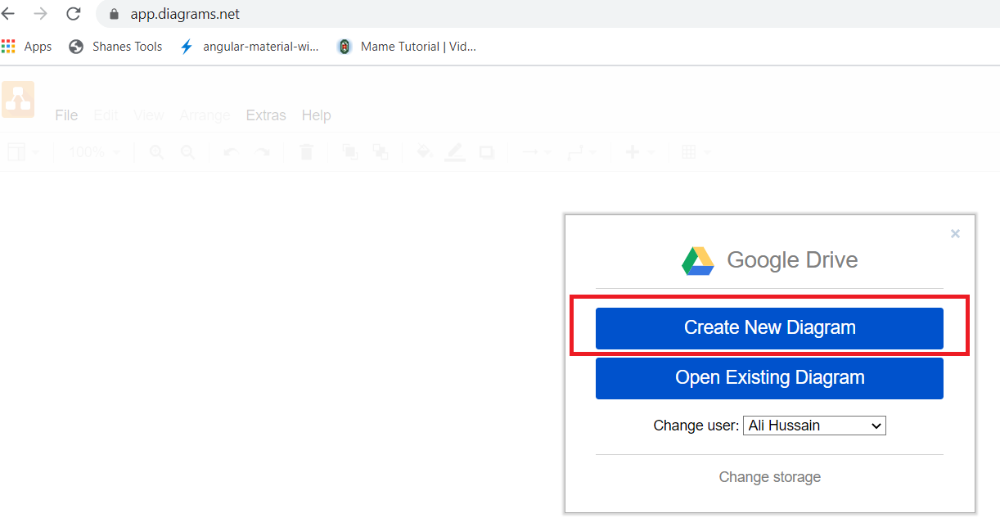 app.diagrams.net
Apps Shanes Tools angular-material-wi... Mame Tutorial | Vid...
File Edit View Arrange Extras Help
100%
Google Drive
Create New Diagram
Open Existing Diagram
Change user: Ali Hussain
Change storage